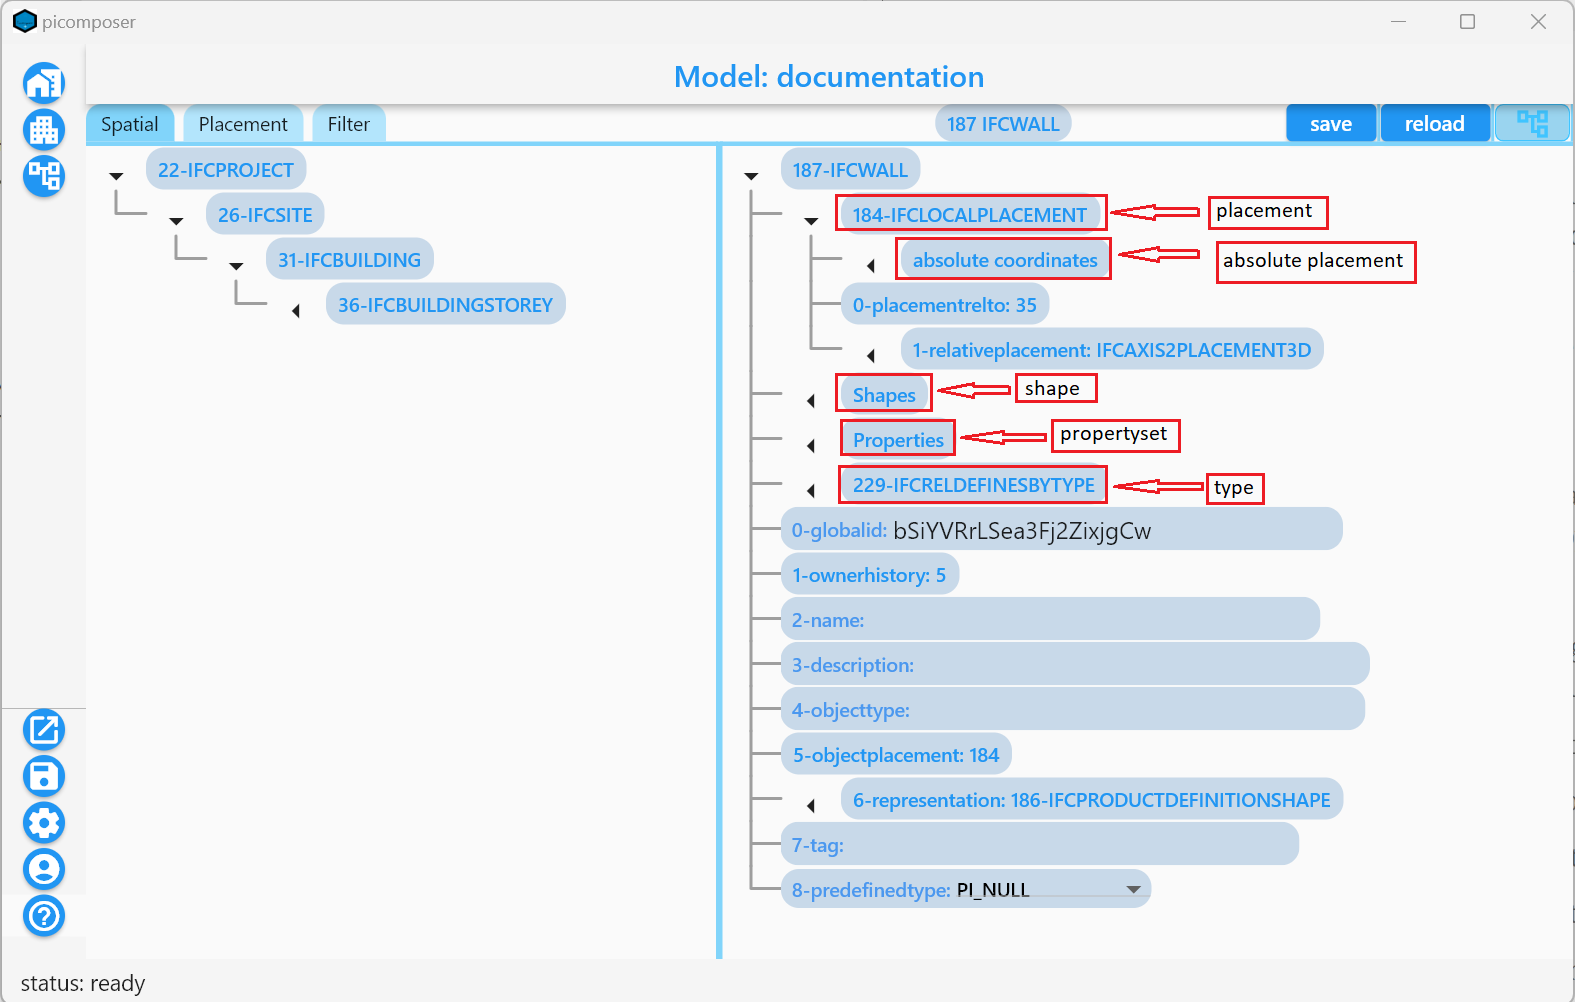 picomposer
Model: documentation
Spatial Placement Filter 187 IFCWALL save reload
22-IFCPROJECT
26-IFCSITE
31-IFCBUILDING
36-IFCBUILDINGSTOREY
187-IFCWALL
184-IFCLOCALPLACEMENT placement
absolute coordinates absolute placement
0-placementrelto: 35
1-relativeplacement: IFCAXIS2PLACEMENT3D
Shapes shape
Properties propertyset
229-IFCRELDEFINESBYTYPE type
0-globalid: bSiYVRrLSea3Fj2ZixjgCw
1-ownerhistory: 5
2-name:
3-description:
4-objecttype:
5-objectplacement: 184
6-representation: 186-IFCPRODUCTDEFINITIONSHAPE
7-tag:
8-predefinedtype: PI_NULL
status: ready